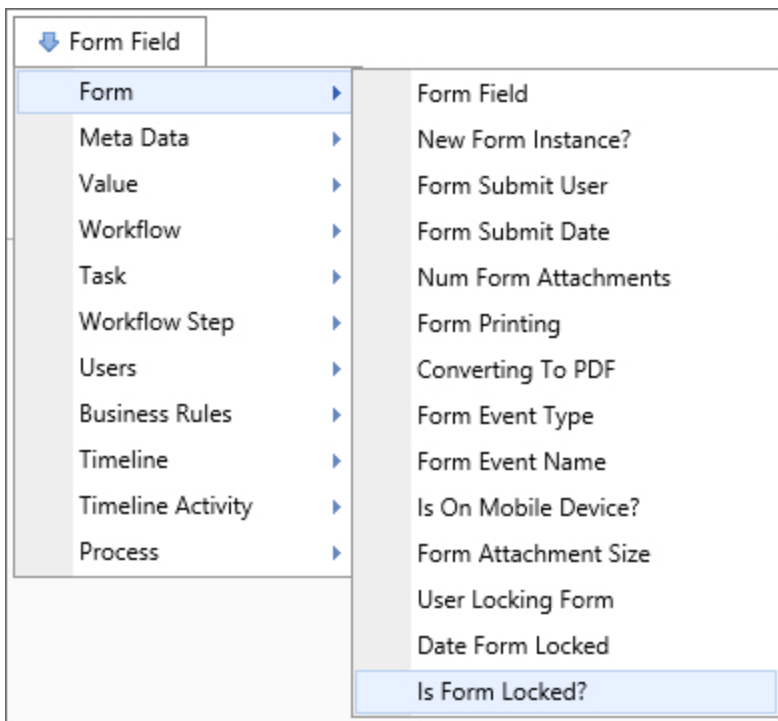 Form Field
Form
Meta Data
Value
Workflow
Task
Workflow Step
Users
Business Rules
Timeline
Timeline Activity
Process
Form Field
New Form Instance?
Form Submit User
Form Submit Date
Num Form Attachments
Form Printing
Converting To PDF
Form Event Type
Form Event Name
Is On Mobile Device?
Form Attachment Size
User Locking Form
Date Form Locked
Is Form Locked?